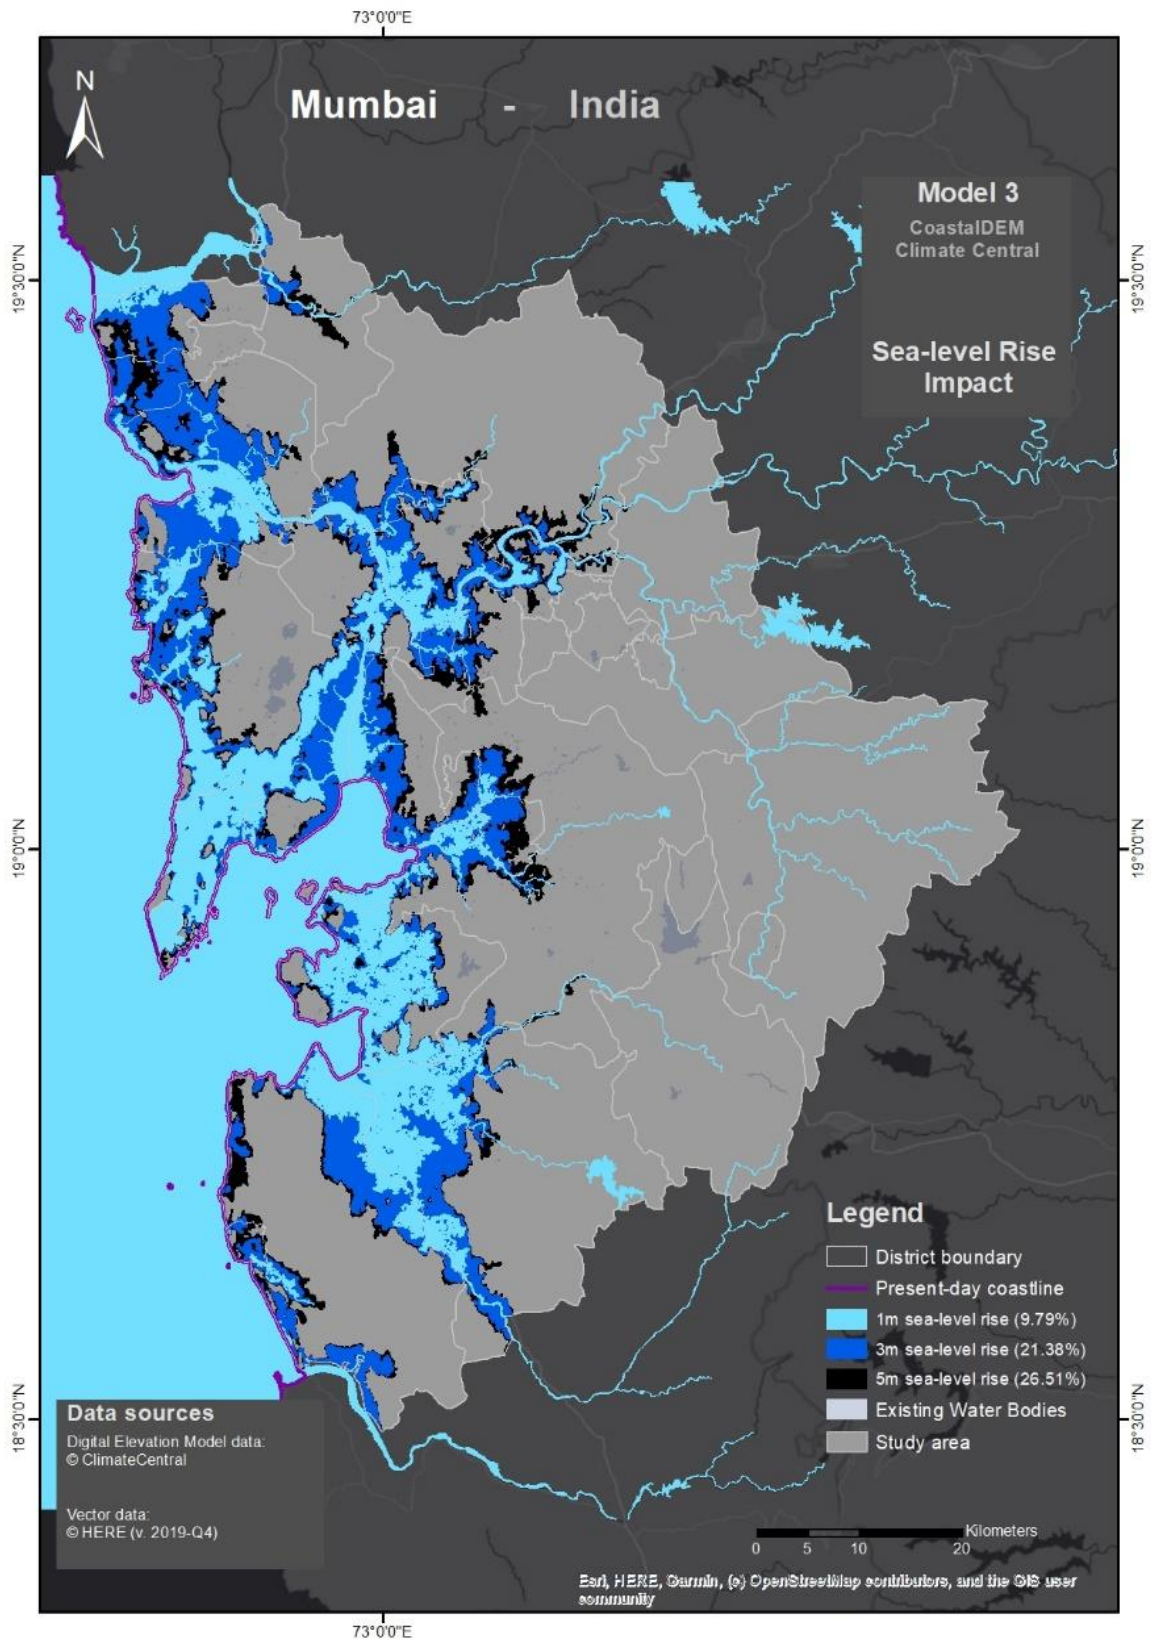 73°0'0"E
N
Mumbai - India
Model 3
CoastalDEM
Climate Central
Sea-level Rise
Impact
19°30'0"N
19°30'0"N
19°0'0"N
19°0'0"N
18°30'0"N
18°30'0"N
Legend
District boundary
Present-day coastline
1m sea-level rise (9.79%)
3m sea-level rise (21.38%)
5m sea-level rise (26.51%)
Existing Water Bodies
Study area
Data sources
Digital Elevation Model data:
© ClimateCentral
Vector data:
© HERE (v. 2019-Q4)
Kilometers
0 5 10 20
Esri, HERE, Garmin, (c) OpenStreetMap contributors, and the GIS user
community
73°0'0"E